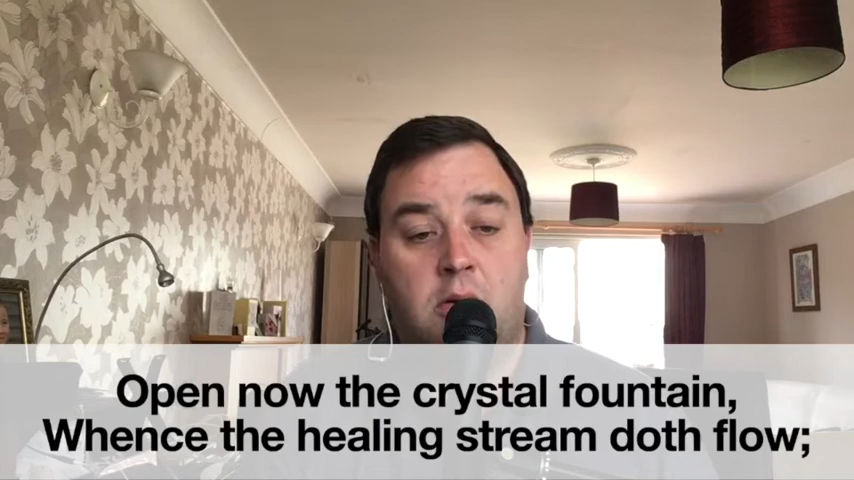 Open now the crystal fountain,
Whence the healing stream doth flow;